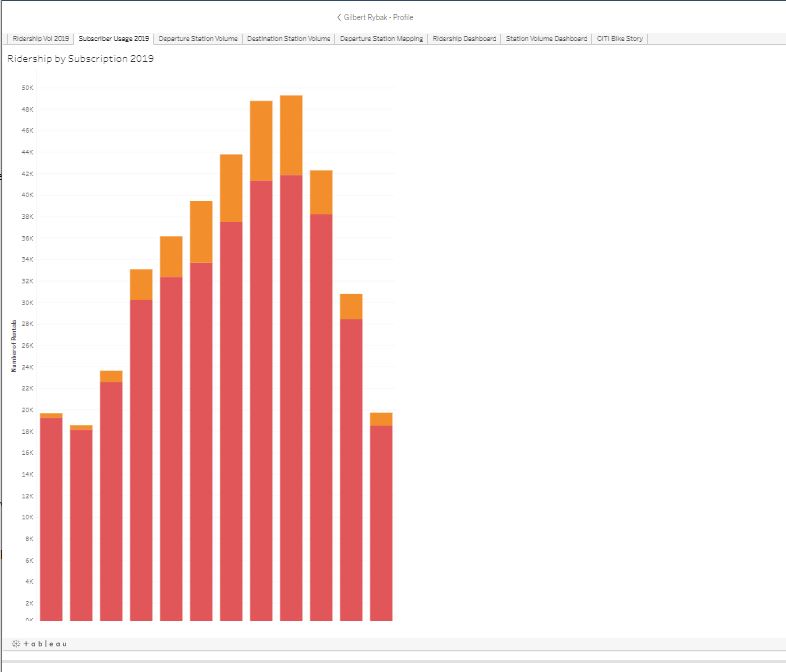 Gilbert Rybak - Profile
Ridership Vol 2019 Subscriber Usage 2019 Departure Station Volume Destination Station Volume Departure Station Mapping Ridership Dashboard Station Volume Dashboard CITI Bike Story
Ridership by Subscription 2019
50K
48K
46K
44K
42K
40K
38K
36K
34K
32K
30K
28K
26K
24K
22K
20K
18K
16K
14K
12K
10K
8K
6K
4K
2K
0K
Number of Rentals
+ableau